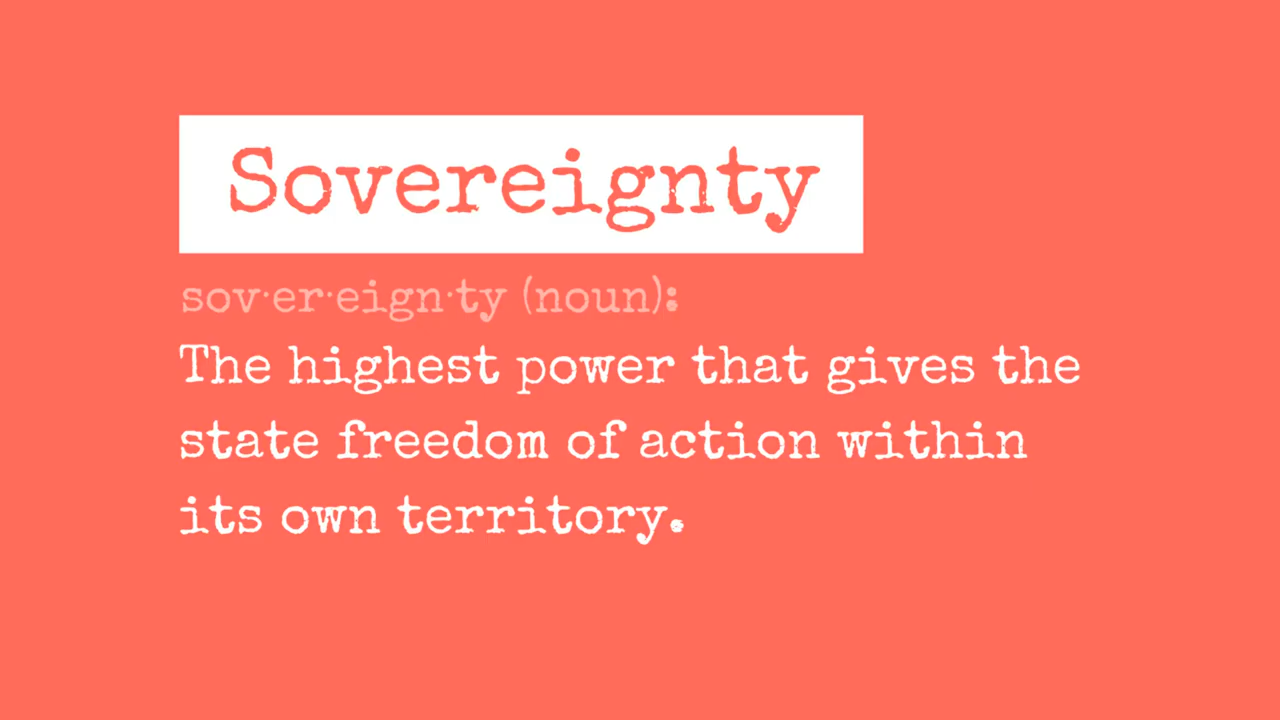 Sovereignty
sov·er·eign·ty (noun):
The highest power that gives the
state freedom of action within
its own territory.